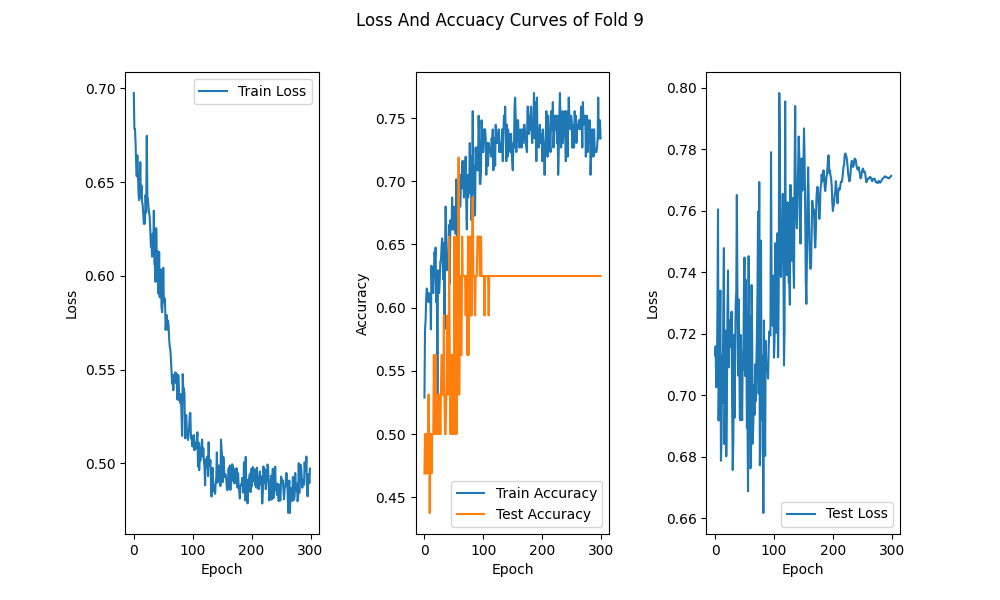 Loss And Accuacy Curves of Fold 9
0.70
0.65
0.60
0.55
0.50
Loss
0 100 200 300
Epoch
Train Loss
0.75
0.70
0.65
0.60
0.55
0.50
0.45
Accuracy
0 100 200 300
Epoch
Train Accuracy
Test Accuracy
0.80
0.78
0.76
0.74
0.72
0.70
0.68
0.66
Loss
0 100 200 300
Epoch
Test Loss